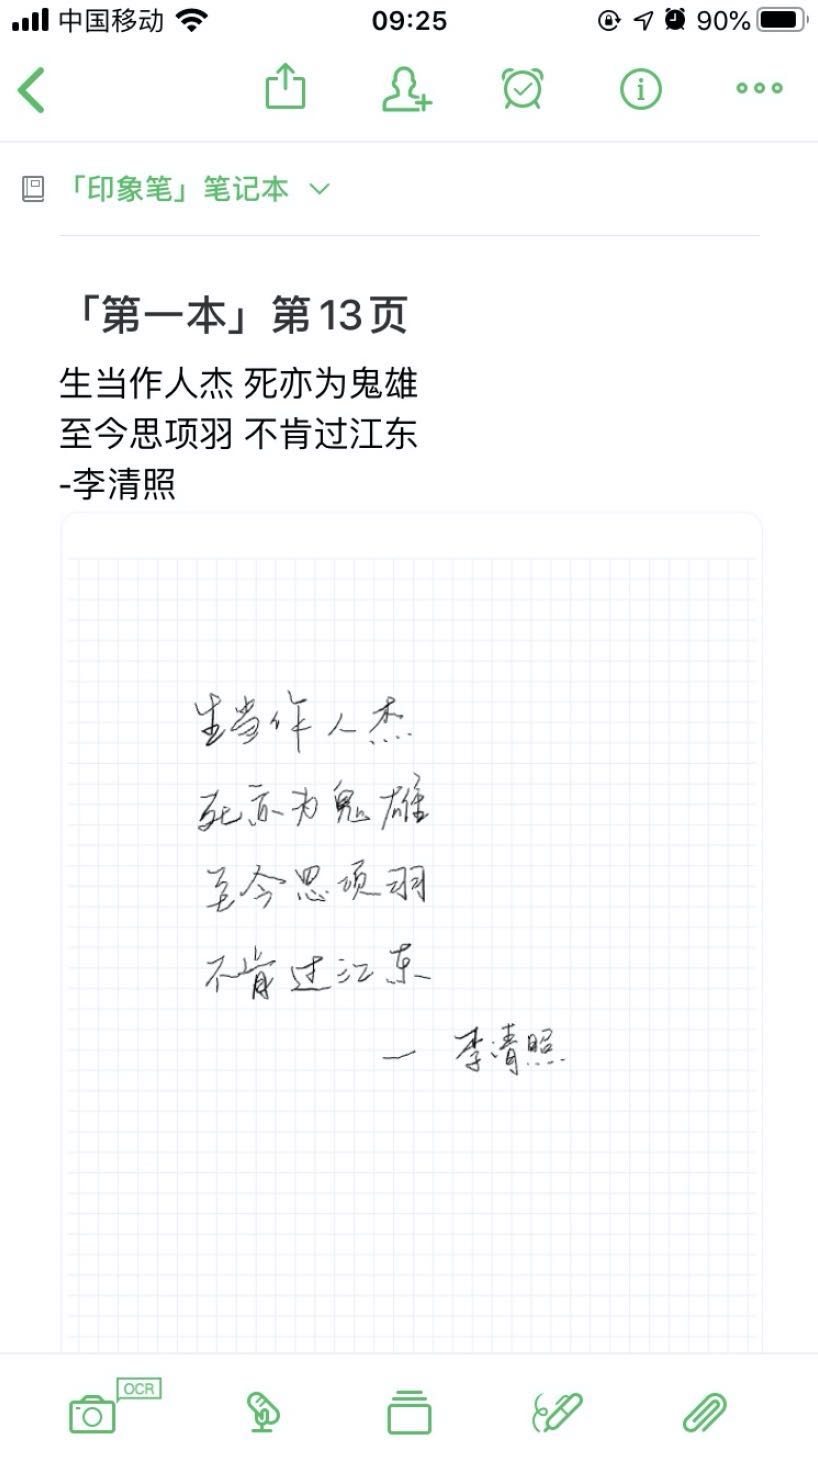 中国移动
09:25
90%
「印象笔」笔记本
「第一本」第13页
生当作人杰 死亦为鬼雄
至今思项羽 不肯过江东
-李清照
生当作人杰
死亦为鬼雄
至今思项羽
不肯过江东
— 李清照
OCR